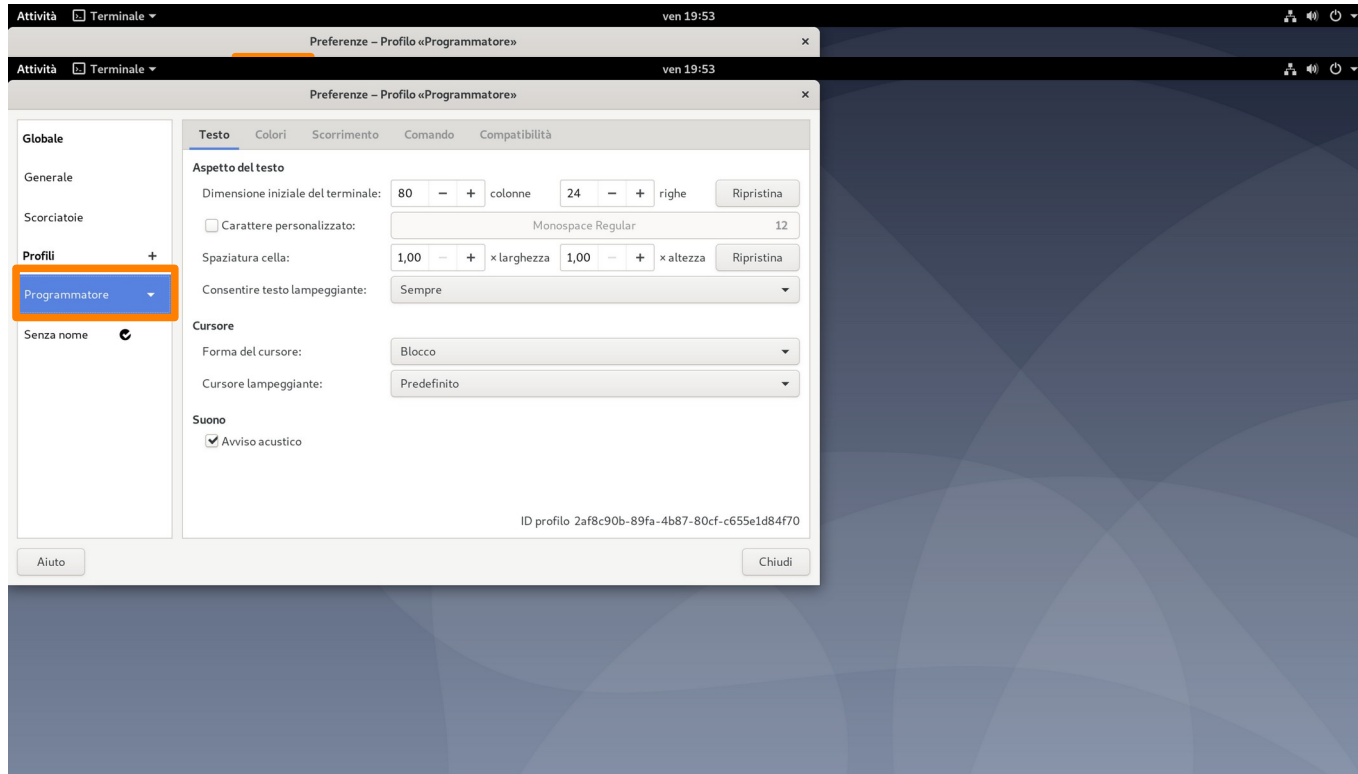 Attività Terminale ven 19:53
Preferenze – Profilo «Programmatore»
Attività Terminale ven 19:53
Preferenze – Profilo «Programmatore»
Globale
Generale
Scorciatoie
Profili +
Programmatore
Senza nome
Testo Colori Scorrimento Comando Compatibilità
Aspetto del testo
Dimensione iniziale del terminale: 80 − + colonne 24 − + righe Ripristina
Carattere personalizzato: Monospace Regular 12
Spaziatura cella: 1,00 − + × larghezza 1,00 − + × altezza Ripristina
Consentire testo lampeggiante: Sempre
Cursore
Forma del cursore: Blocco
Cursore lampeggiante: Predefinito
Suono
Avviso acustico
ID profilo 2af8c90b-89fa-4b87-80cf-c655e1d84f70
Aiuto Chiudi